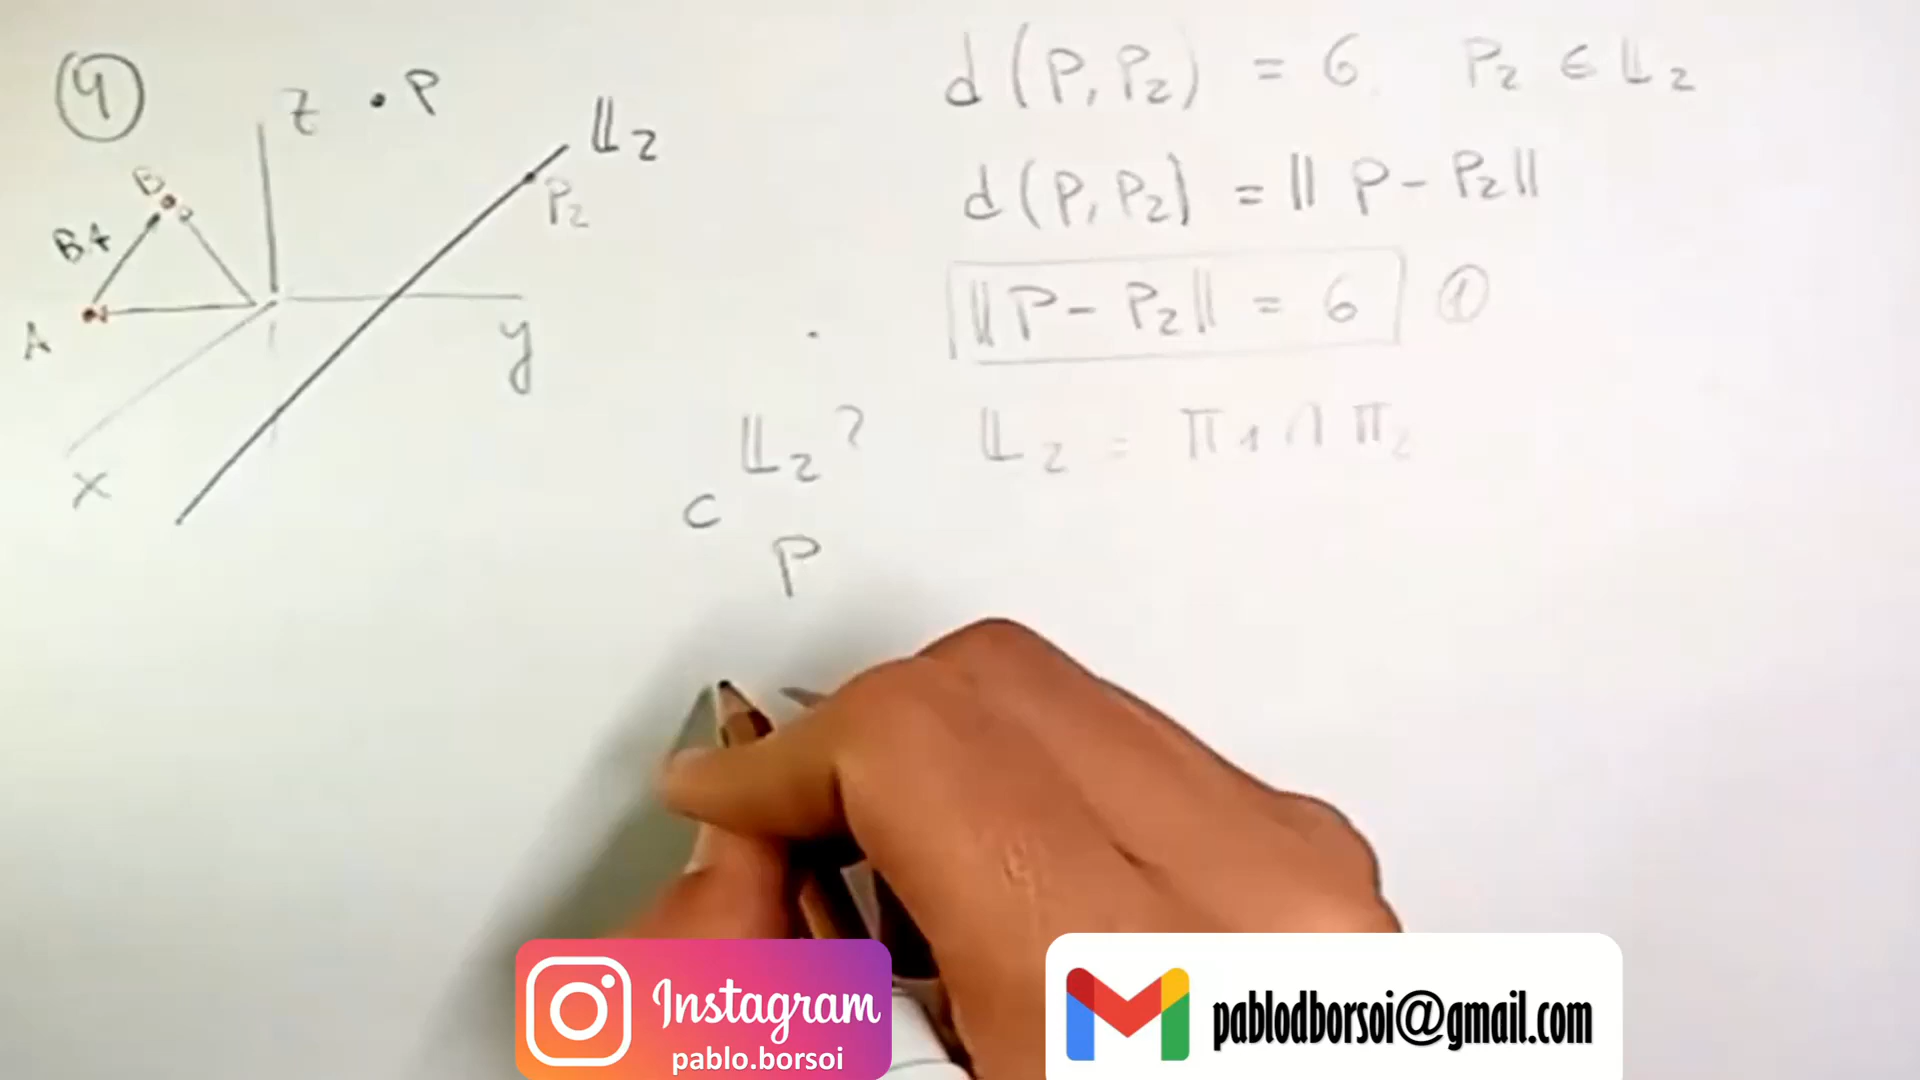 4
z • P
𝕃₂
B
P₂
B-A
A
y
x
d(P, P₂) = 6 P₂ ∈ 𝕃₂
d(P, P₂) = || P - P₂ ||
|| P - P₂ || = 6 ①
𝕃₂ ? 𝕃₂ = π₁ ∩ π₂
C
P
Instagram
pablo.borsoi
pablodborsoi@gmail.com